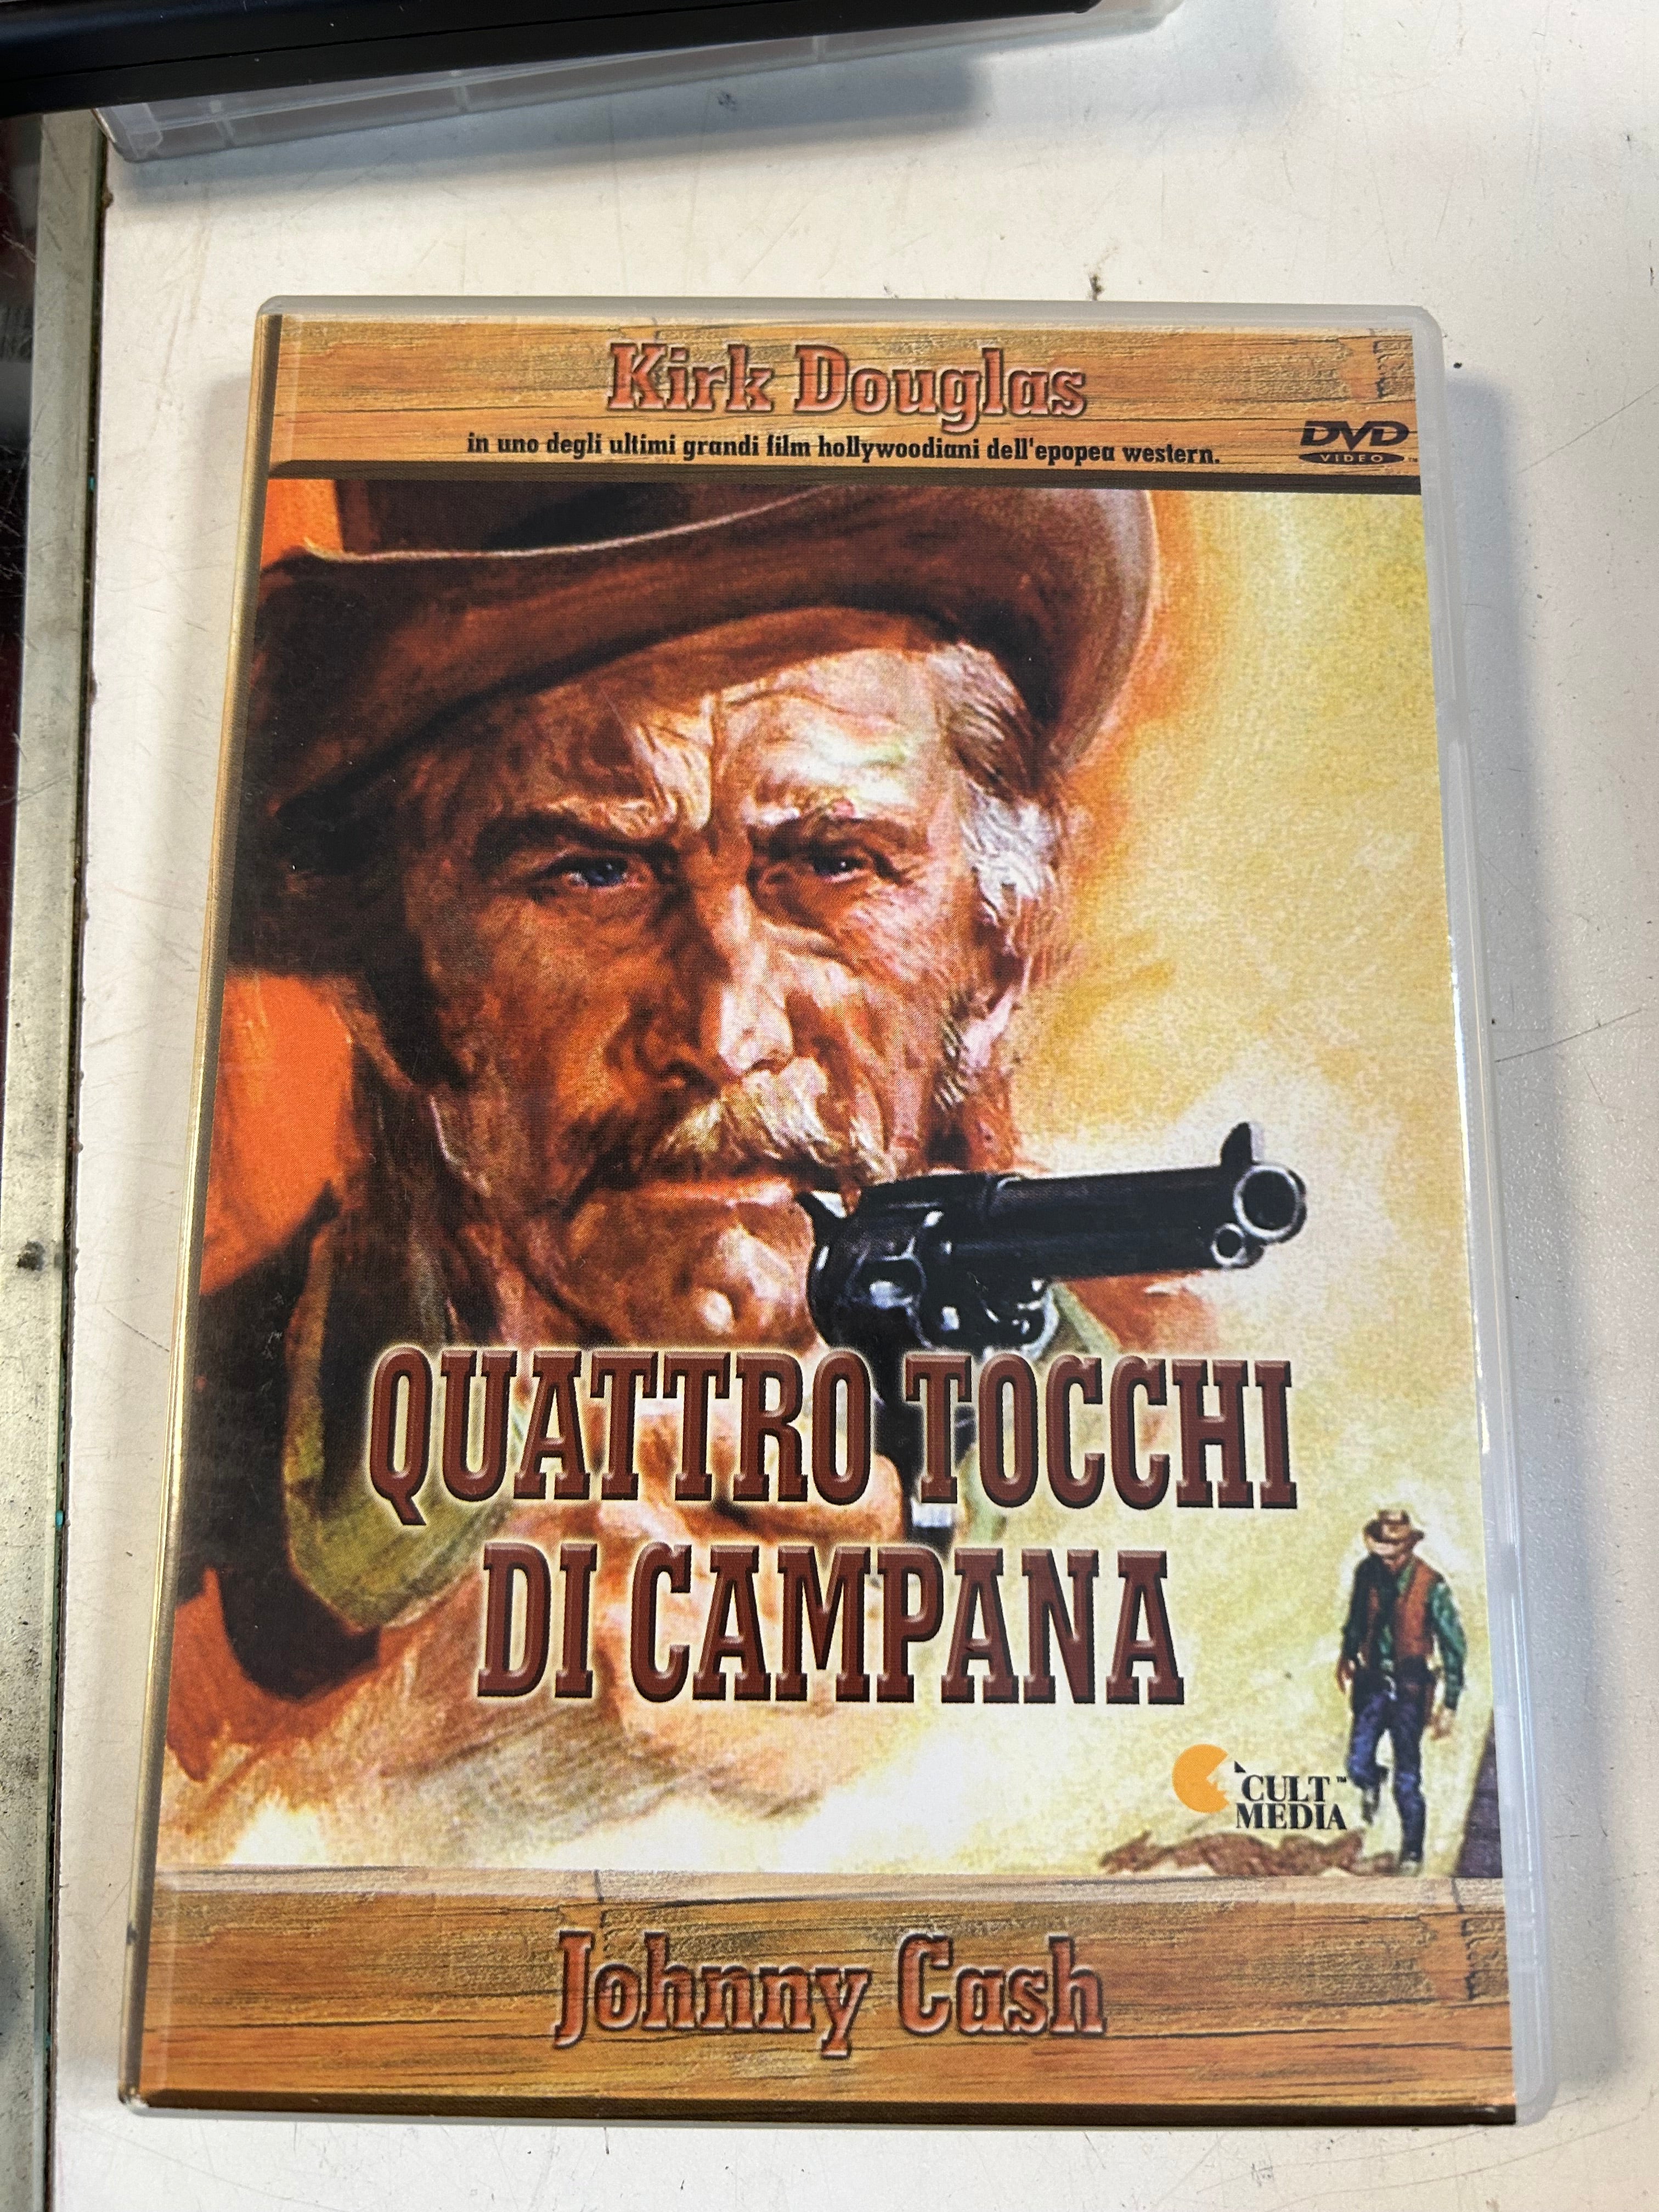 Kirk Douglas
in uno degli ultimi grandi film hollywoodiani dell'epopea western.
DVD
VIDEO
QUATTRO TOCCHI
DI CAMPANA
CULT™
MEDIA
Johnny Cash